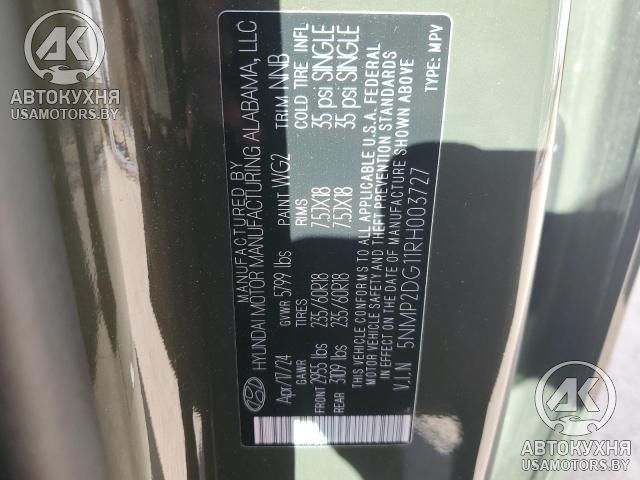 AK
АВТОКУХНЯ
USAMOTORS.BY
MANUFACTURED BY
HYUNDAI MOTOR MANUFACTURING ALABAMA, LLC
Apr/17/24 GVWR 5799 lbs PAINT WG2 TRIM NNB
GAWR TIRES RIMS COLD TIRE INFL
FRONT 2955 lbs 235/60R18 7.5JX18 35 psi SINGLE
REAR 3109 lbs 235/60R18 7.5JX18 35 psi SINGLE
THIS VEHICLE CONFORMS TO ALL APPLICABLE U.S.A. FEDERAL
MOTOR VEHICLE SAFETY AND THEFT PREVENTION STANDARDS
IN EFFECT ON THE DATE OF MANUFACTURE SHOWN ABOVE.
V.I.N 5NMP2DG11RH003727 TYPE: MPV
AK
АВТОКУХНЯ
USAMOTORS.BY